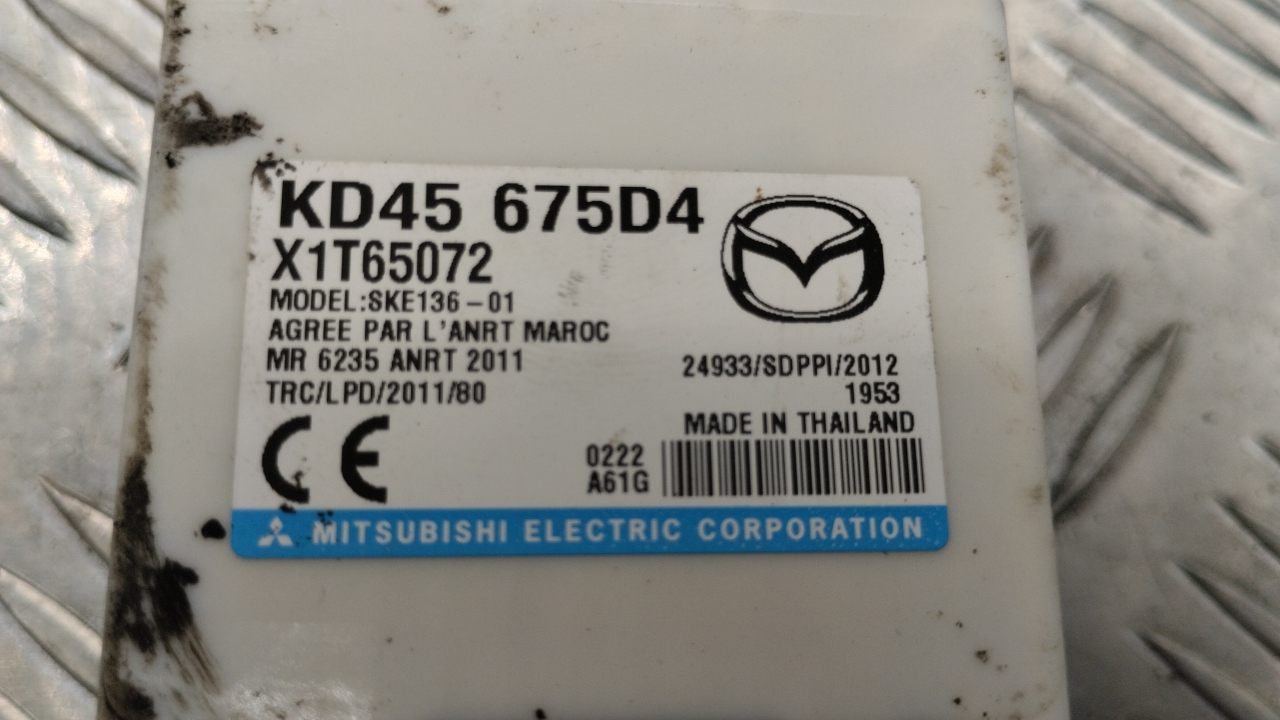 KD45 675D4
X1T65072
MODEL:SKE136-01
AGREE PAR L'ANRT MAROC
MR 6235 ANRT 2011
TRC/LPD/2011/80
24933/SDPPI/2012
1953
MADE IN THAILAND
CE
0222
A61G
MITSUBISHI ELECTRIC CORPORATION